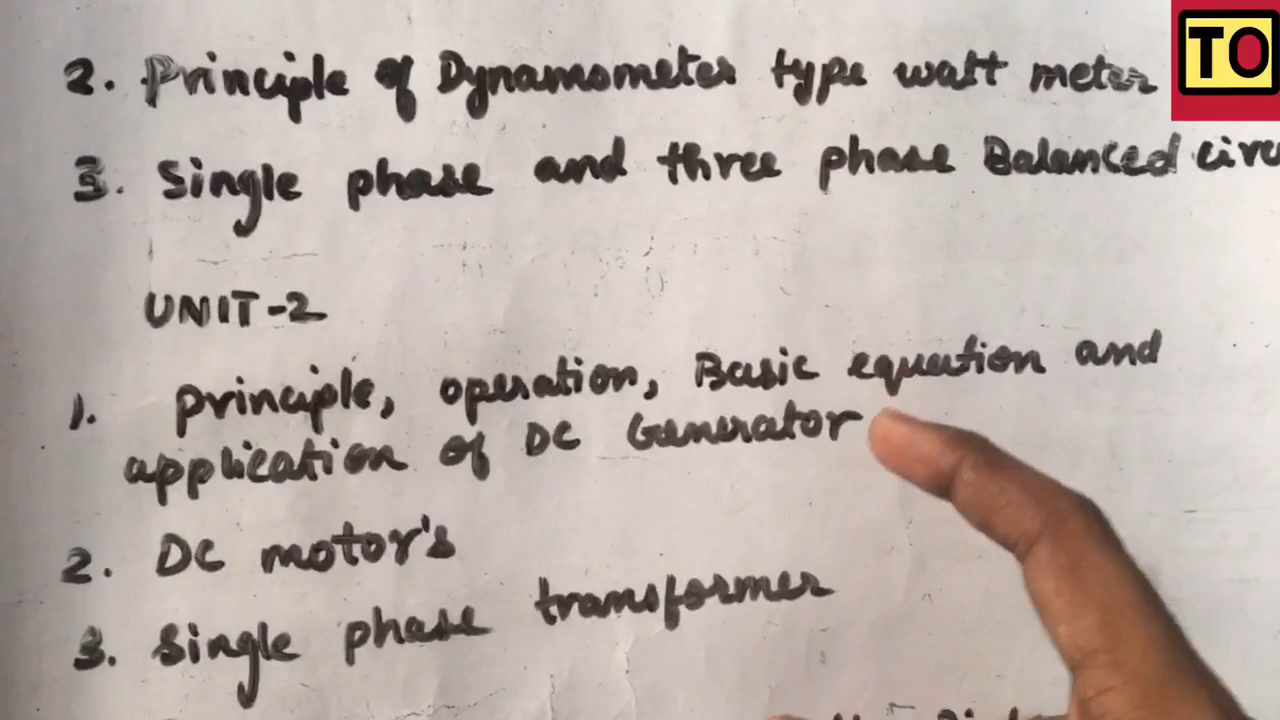 TO
2. Principle of Dynamometer type watt meter
3. Single phase and three phase Balanced circ
UNIT-2
1. principle, operation, Basic equation and
application of DC Generator
2. DC motor's
3. Single phase transformer